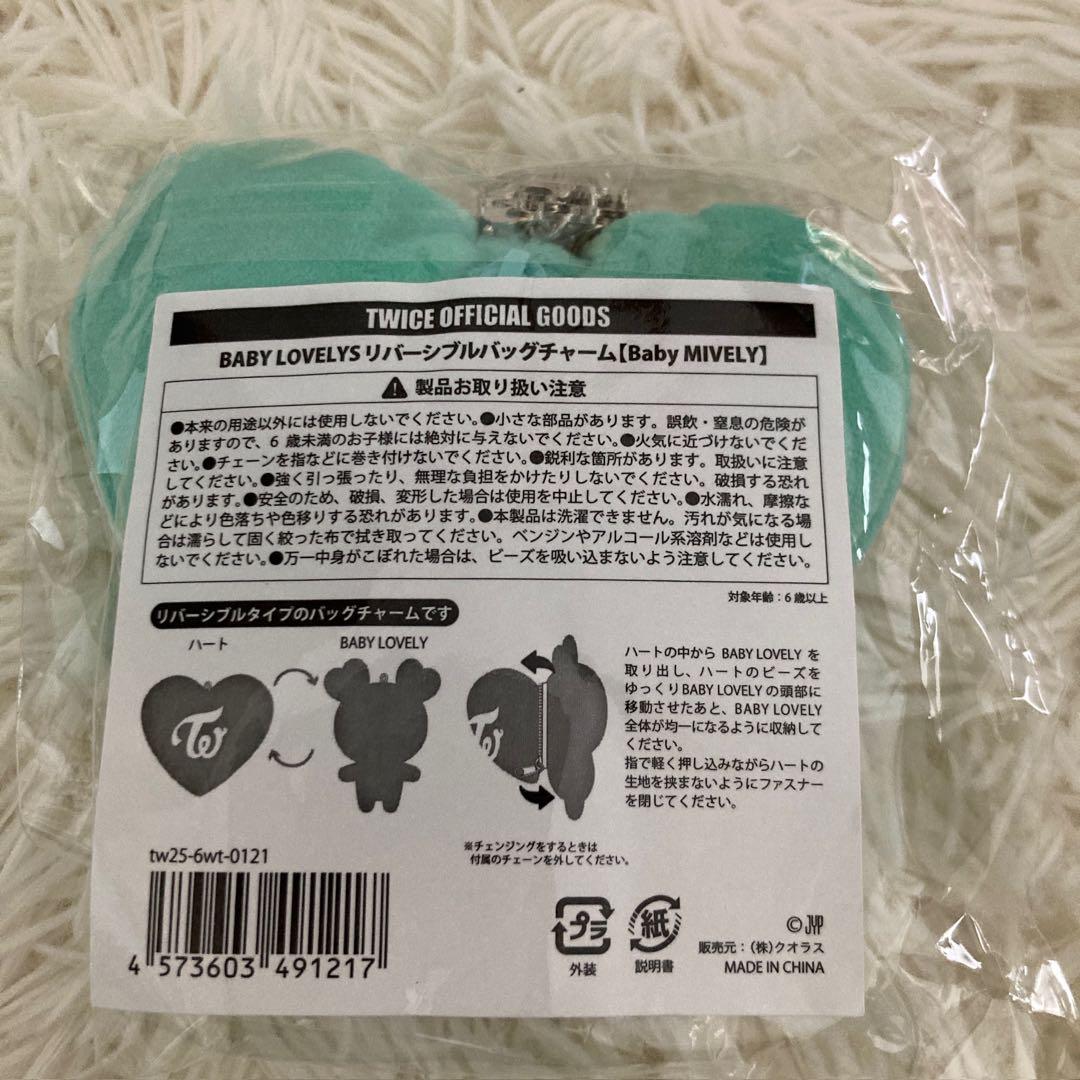 TWICE OFFICIAL GOODS
BABY LOVELYS リバーシブルバッグチャーム【Baby MIVELY】
製品お取り扱い注意
●本来の用途以外には使用しないでください。●小さな部品があります。誤飲・窒息の危険が
ありますので、6 歳未満のお子様には絶対に与えないでください。●火気に近づけないでくだ
さい。●チェーンを指などに巻き付けないでください。●鋭利な箇所があります。取扱いに注意
してください。●強く引っ張ったり、無理な負担をかけたりしないでください。破損する恐れ
があります。●安全のため、破損、変形した場合は使用を中止してください。●水濡れ、摩擦な
どにより色落ちや色移りする恐れがあります。●本製品は洗濯できません。汚れが気になる場
合は濡らして固く絞った布で拭き取ってください。ベンジンやアルコール系溶剤などは使用し
ないでください。●万一中身がこぼれた場合は、ビーズを吸い込まないよう注意してください。
対象年齢：6 歳以上
リバーシブルタイプのバッグチャームです
ハート
BABY LOVELY
ハートの中から BABY LOVELY を
取り出し、ハートのビーズを
ゆっくりBABY LOVELY の頭部に
移動させたあと、BABY LOVELY
全体が均一になるように収納して
ください。
指で軽く押し込みながらハートの
生地を挟まないようにファスナー
を閉じてください。
※チェンジングをするときは
付属のチェーンを外してください。
tw25-6wt-0121
4 573603 491217
プラ
外装
紙
説明書
© JYP
販売元：(株)クオラス
MADE IN CHINA